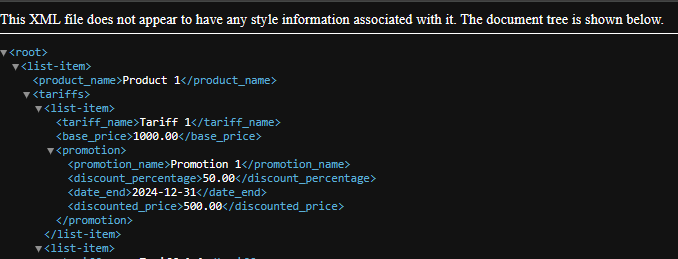 This XML file does not appear to have any style information associated with it. The document tree is shown below.
▼<root>
▼<list-item>
<product_name>Product 1</product_name>
▼<tariffs>
▼<list-item>
<tariff_name>Tariff 1</tariff_name>
<base_price>1000.00</base_price>
▼<promotion>
<promotion_name>Promotion 1</promotion_name>
<discount_percentage>50.00</discount_percentage>
<date_end>2024-12-31</date_end>
<discounted_price>500.00</discounted_price>
</promotion>
</list-item>
▼<list-item>